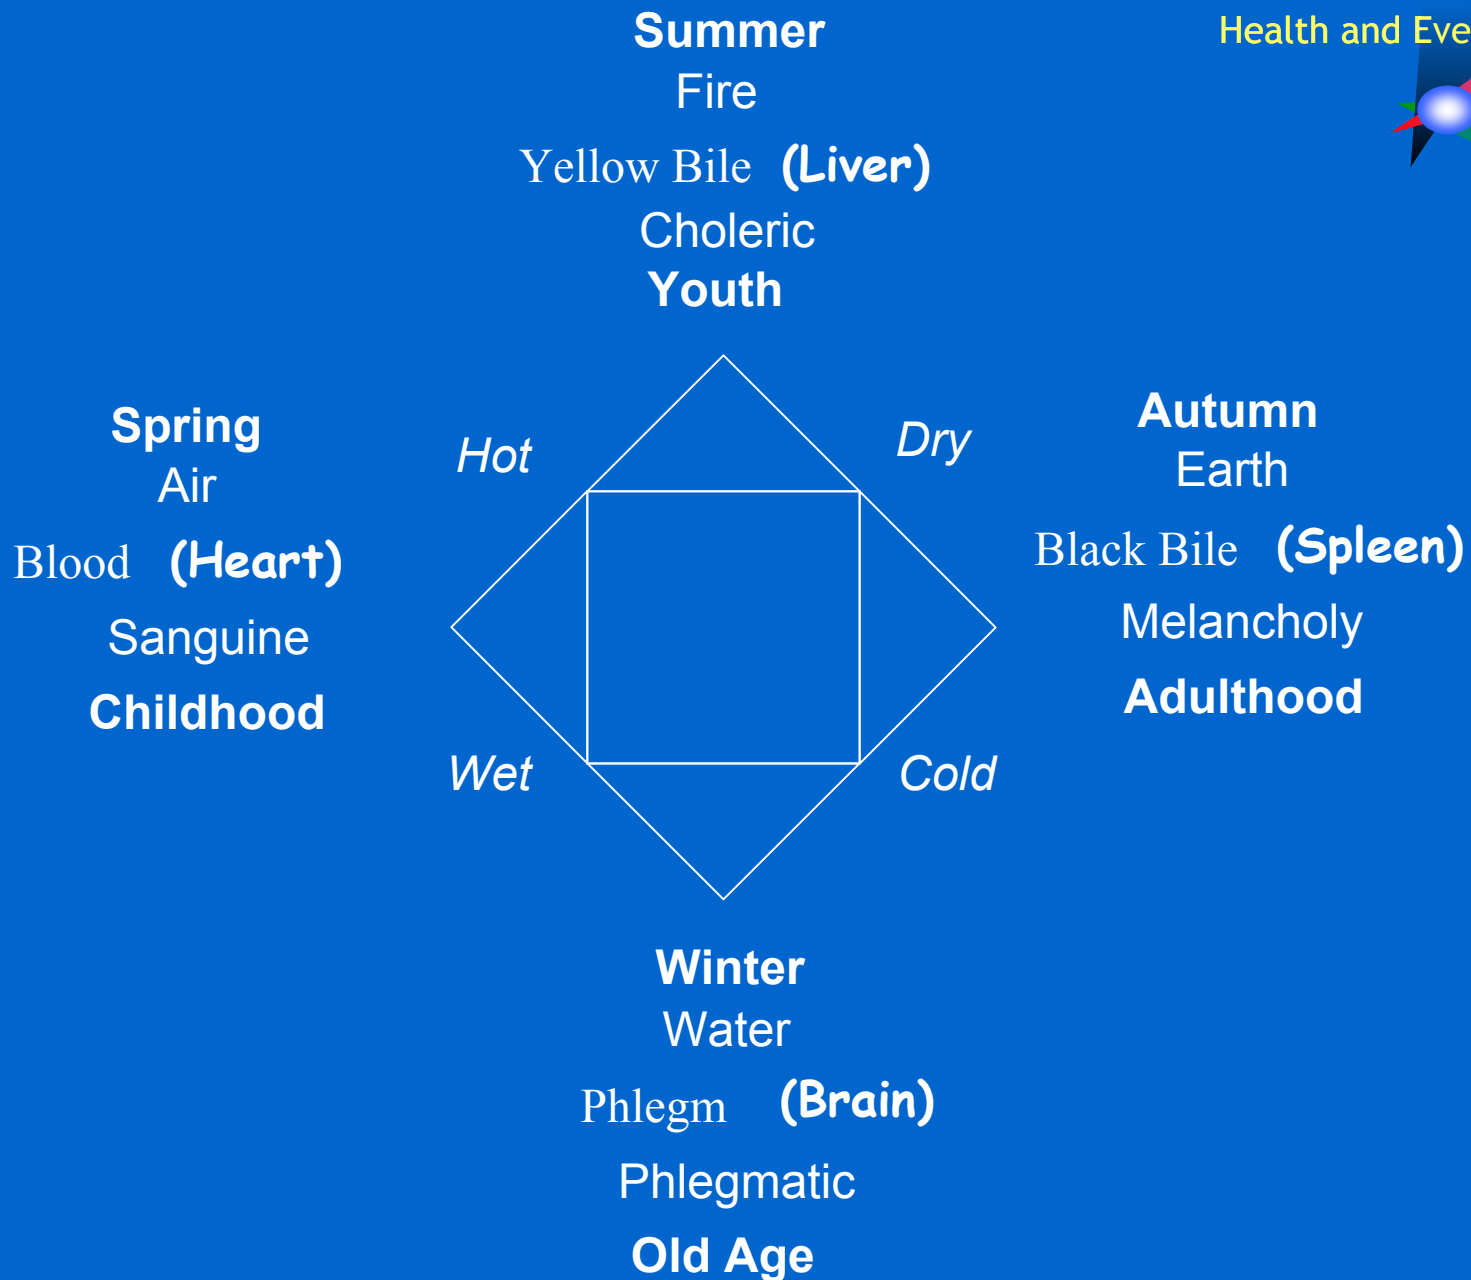 Summer
Health and Eve
Fire
Yellow Bile (Liver)
Choleric
Youth
Spring
Air
Blood (Heart)
Sanguine
Childhood
Hot
Dry
Wet
Cold
Autumn
Earth
Black Bile (Spleen)
Melancholy
Adulthood
Winter
Water
Phlegm (Brain)
Phlegmatic
Old Age